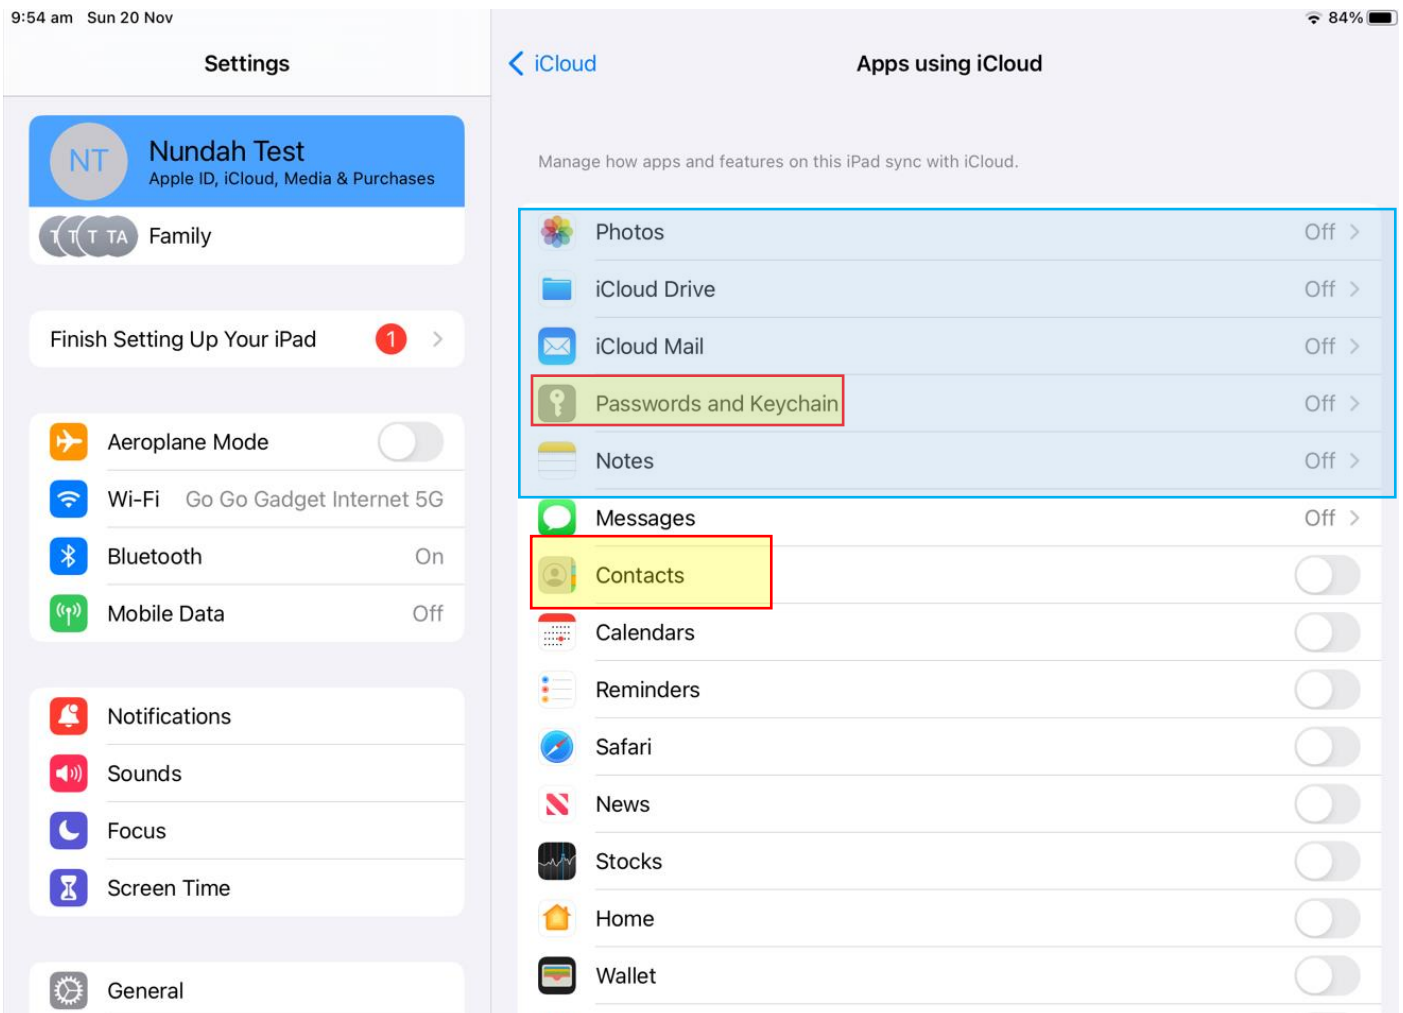 9:54 am Sun 20 Nov
84%
Settings
NT
Nundah Test
Apple ID, iCloud, Media & Purchases
T T T TA Family
Finish Setting Up Your iPad 1
Aeroplane Mode
Wi-Fi Go Go Gadget Internet 5G
Bluetooth On
Mobile Data Off
Notifications
Sounds
Focus
Screen Time
General
iCloud
Apps using iCloud
Manage how apps and features on this iPad sync with iCloud.
Photos Off
iCloud Drive Off
iCloud Mail Off
Passwords and Keychain Off
Notes Off
Messages Off
Contacts
Calendars
Reminders
Safari
News
Stocks
Home
Wallet